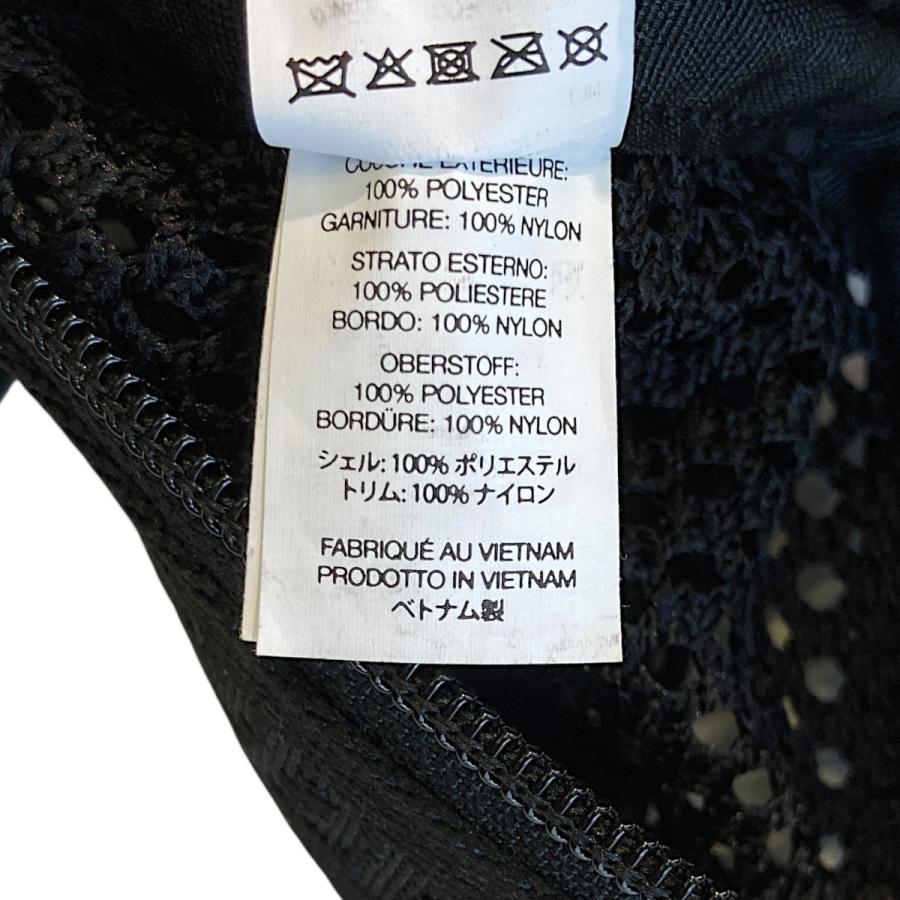 COUCHE EXTÉRIEURE:
100% POLYESTER
GARNITURE: 100% NYLON
STRATO ESTERNO:
100% POLIESTERE
BORDO: 100% NYLON
OBERSTOFF:
100% POLYESTER
BORDÜRE: 100% NYLON
シェル: 100% ポリエステル
トリム: 100% ナイロン
FABRIQUÉ AU VIETNAM
PRODOTTO IN VIETNAM
ベトナム製